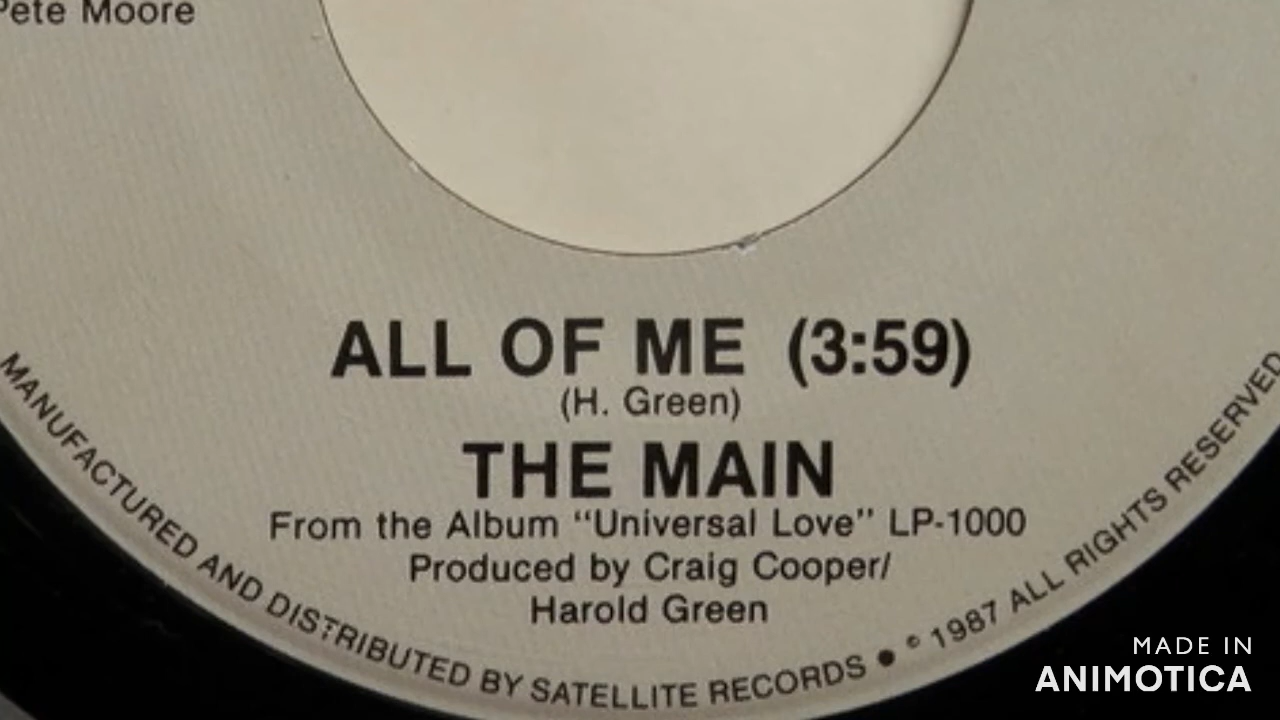 Pete Moore
ALL OF ME (3:59)
(H. Green)
THE MAIN
From the Album “Universal Love” LP-1000
Produced by Craig Cooper/
Harold Green
MANUFACTURED AND DISTRIBUTED BY SATELLITE RECORDS ● © 1987 ALL RIGHTS RESERVED
MADE IN
ANIMOTICA